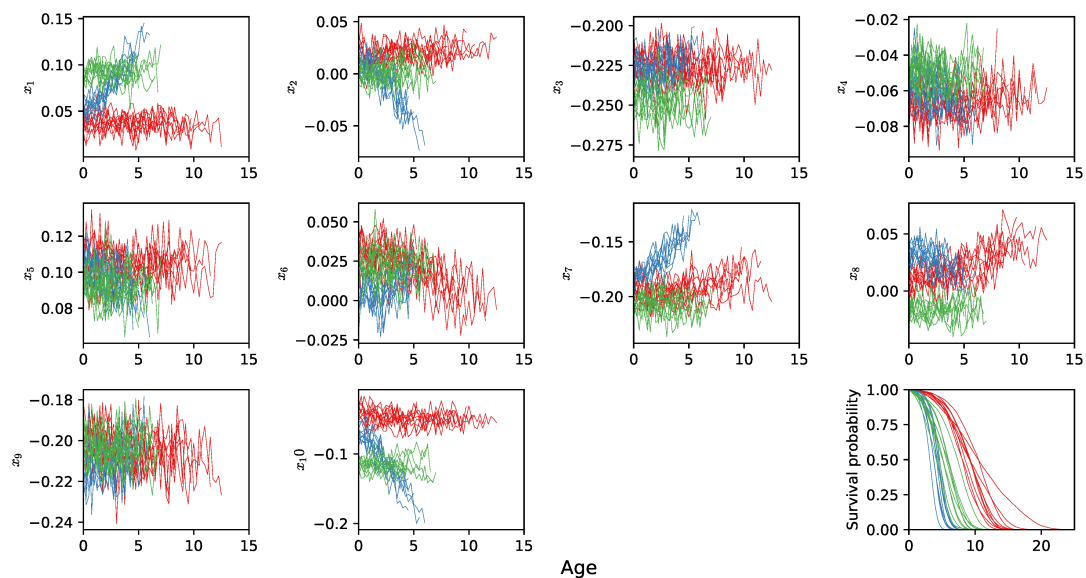 0.15
0.10
0.05
x1
0 5 10 15
0.05
0.00
−0.05
x2
0 5 10 15
−0.200
−0.225
−0.250
−0.275
x3
0 5 10 15
−0.02
−0.04
−0.06
−0.08
x4
0 5 10 15
0.12
0.10
0.08
x5
0 5 10 15
0.050
0.025
0.000
−0.025
x6
0 5 10 15
−0.15
−0.20
x7
0 5 10 15
0.05
0.00
x8
0 5 10 15
−0.18
−0.20
−0.22
−0.24
x9
0 5 10 15
−0.1
−0.2
x10
0 5 10 15
1.00
0.75
0.50
0.25
0.00
Survival probability
0 10 20
Age